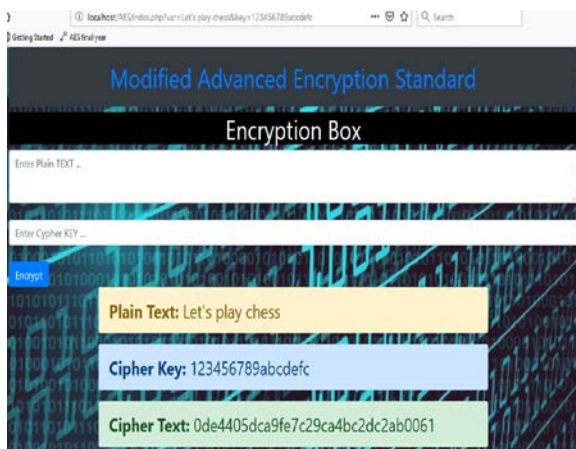 localhost/AES/index.php?var=Let's play chess&key=123456789abcdefc
Search
Getting Started AES final year
Modified Advanced Encryption Standard
Encryption Box
Enter Plain TEXT ...
Enter Cypher KEY ...
Encrypt
Plain Text: Let's play chess
Cipher Key: 123456789abcdefc
Cipher Text: 0de4405dca9fe7c29ca4bc2dc2ab0061